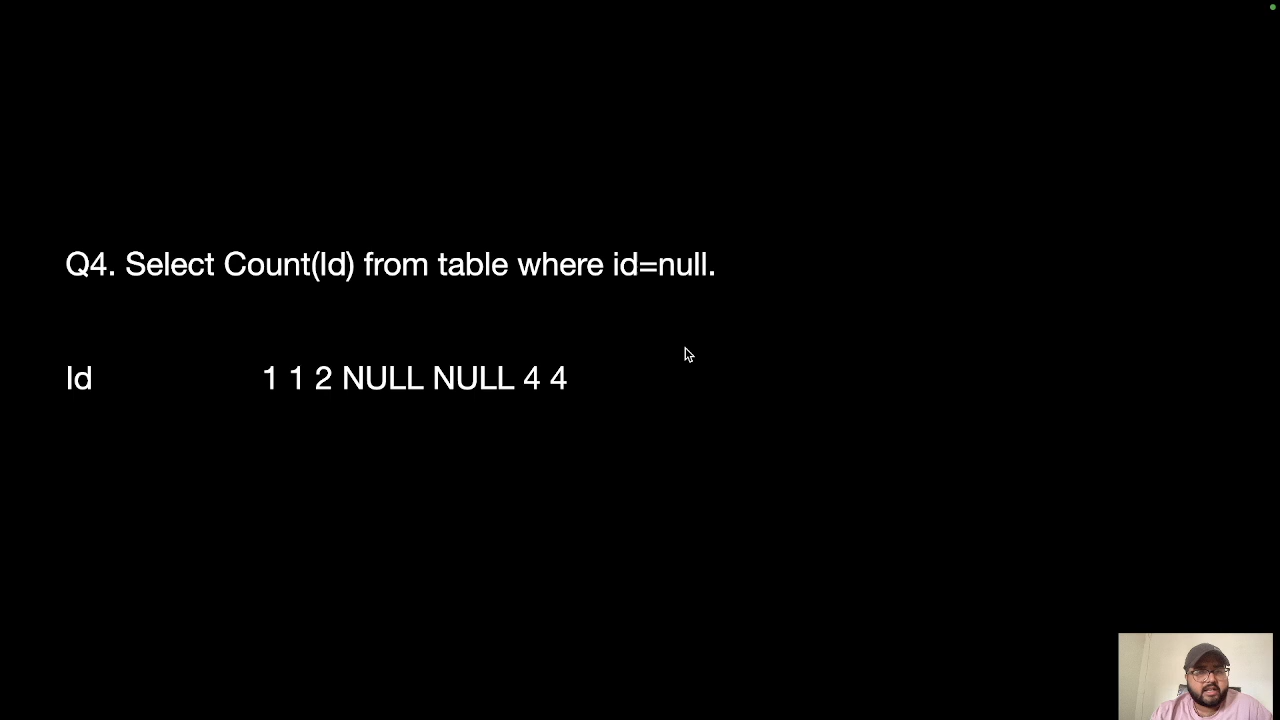 Q4. Select Count(Id) from table where id=null.
Id 1 1 2 NULL NULL 4 4